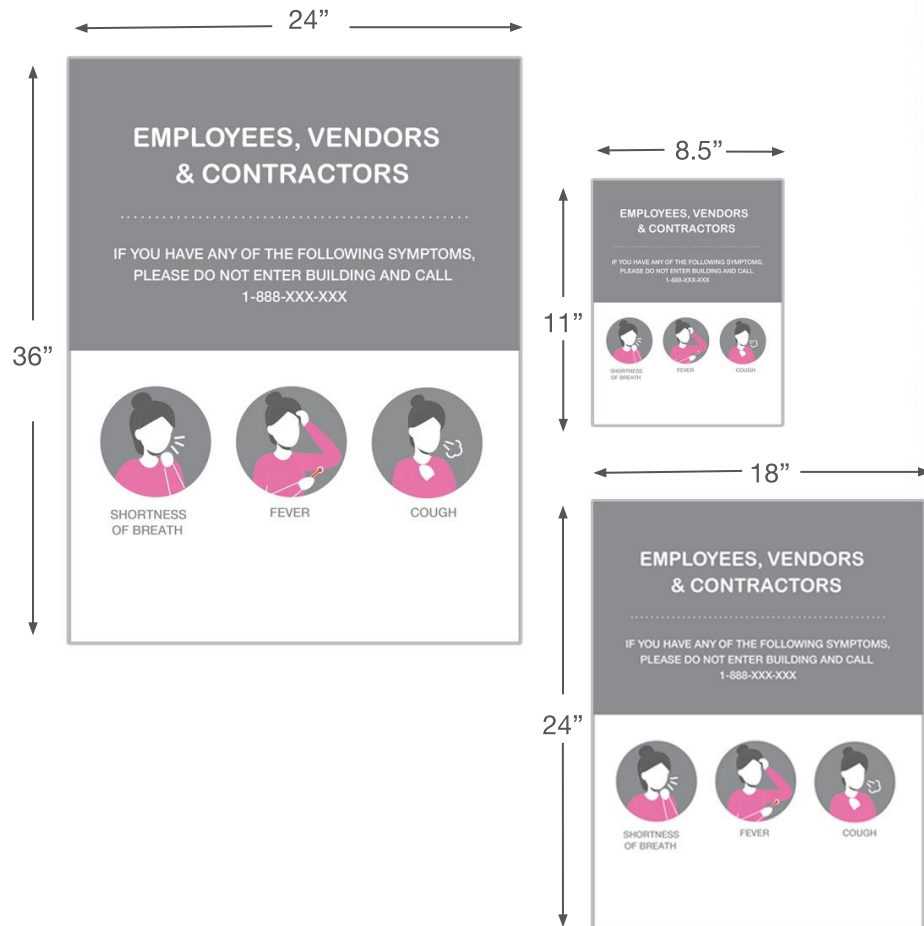 24”
36”
EMPLOYEES, VENDORS
& CONTRACTORS
IF YOU HAVE ANY OF THE FOLLOWING SYMPTOMS,
PLEASE DO NOT ENTER BUILDING AND CALL
1-888-XXX-XXX
SHORTNESS
OF BREATH
FEVER
COUGH
8.5”
11”
EMPLOYEES, VENDORS
& CONTRACTORS
IF YOU HAVE ANY OF THE FOLLOWING SYMPTOMS,
PLEASE DO NOT ENTER BUILDING AND CALL
1-888-XXX-XXX
SHORTNESS
OF BREATH
FEVER
COUGH
18”
24”
EMPLOYEES, VENDORS
& CONTRACTORS
IF YOU HAVE ANY OF THE FOLLOWING SYMPTOMS,
PLEASE DO NOT ENTER BUILDING AND CALL
1-888-XXX-XXX
SHORTNESS
OF BREATH
FEVER
COUGH